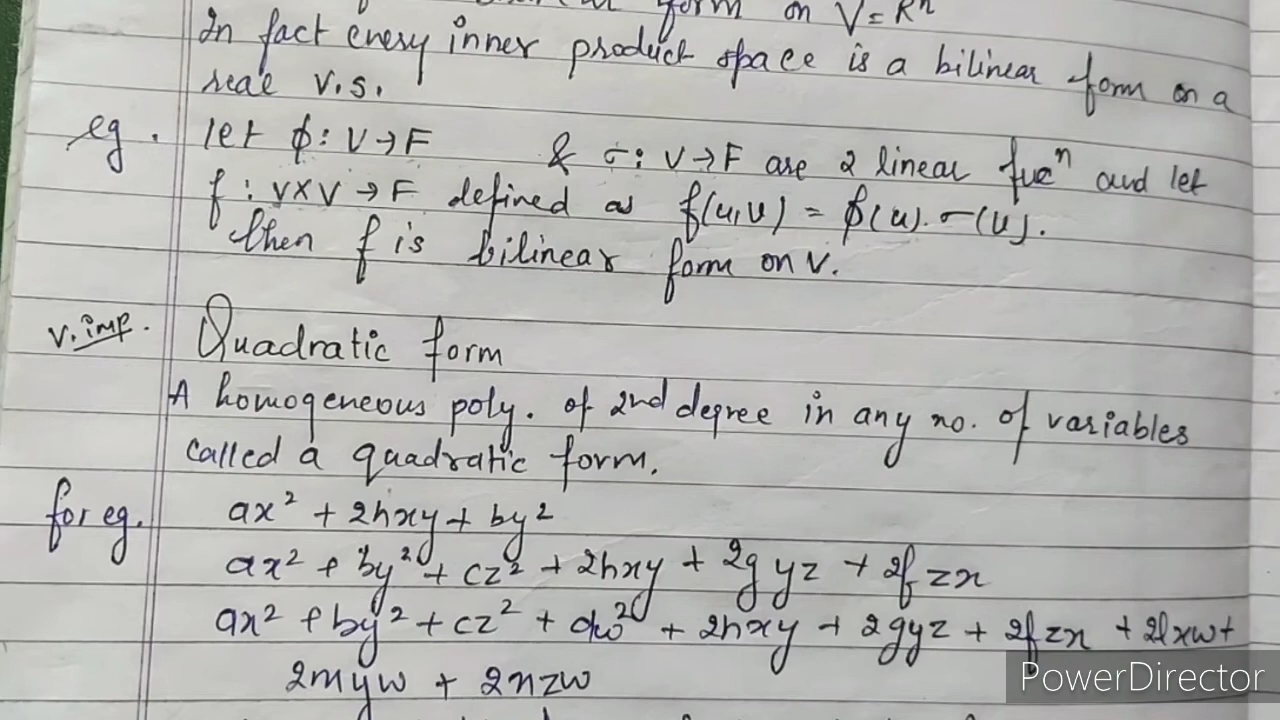 form on V=Rⁿ
In fact every inner product space is a bilinear form on a
real v.s.
eg. let ϕ: V→F & σ: V→F are 2 linear fucⁿ and let
f: V×V→F defined as f(u,v) = ϕ(u).σ(v).
then f is bilinear form on V.
V.imp. Quadratic form
A homogeneous poly. of 2nd degree in any no. of variables
called a quadratic form.
for eg. ax² + 2hxy + by²
ax² + by² + cz² + 2hxy + 2gyz + 2fzx
ax² + by² + cz² + dw² + 2hxy + 2gyz + 2fzx + 2lxw +
2myw + 2nzw
PowerDirector